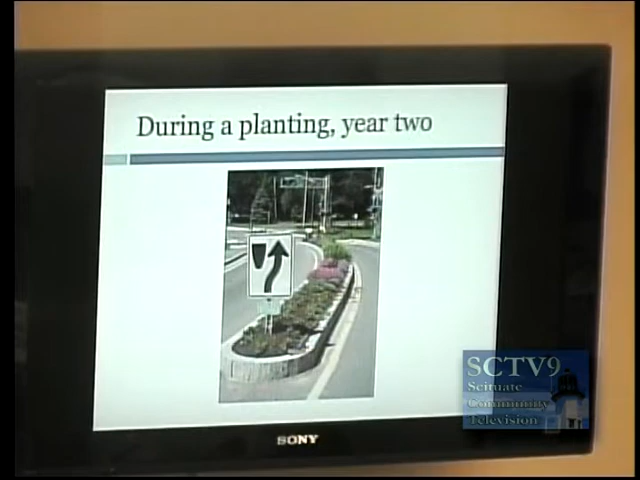 During a planting, year two
SCTV9
Scituate
Community
Television
SONY